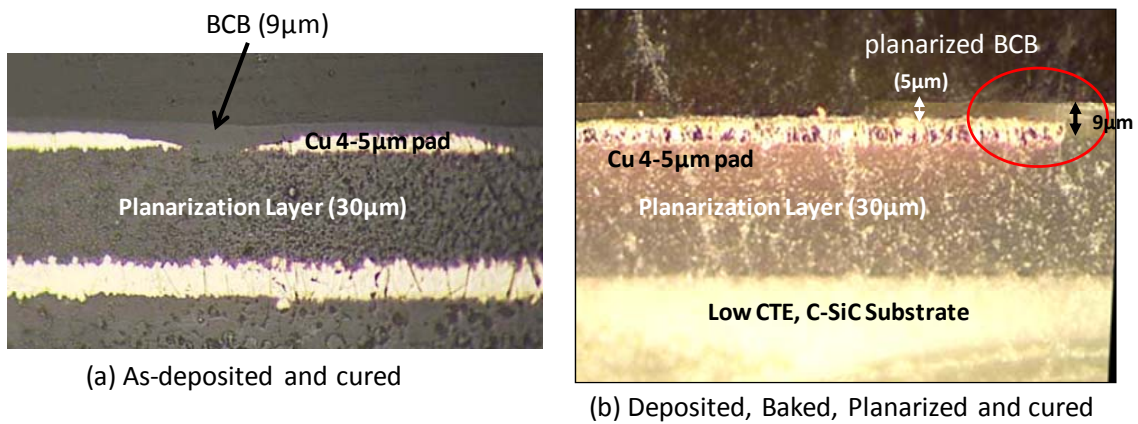 BCB (9µm)
Cu 4-5µm pad
Planarization Layer (30µm)
(a) As-deposited and cured
planarized BCB
(5µm)
9µm
Cu 4-5µm pad
Planarization Layer (30µm)
Low CTE, C-SiC Substrate
(b) Deposited, Baked, Planarized and cured